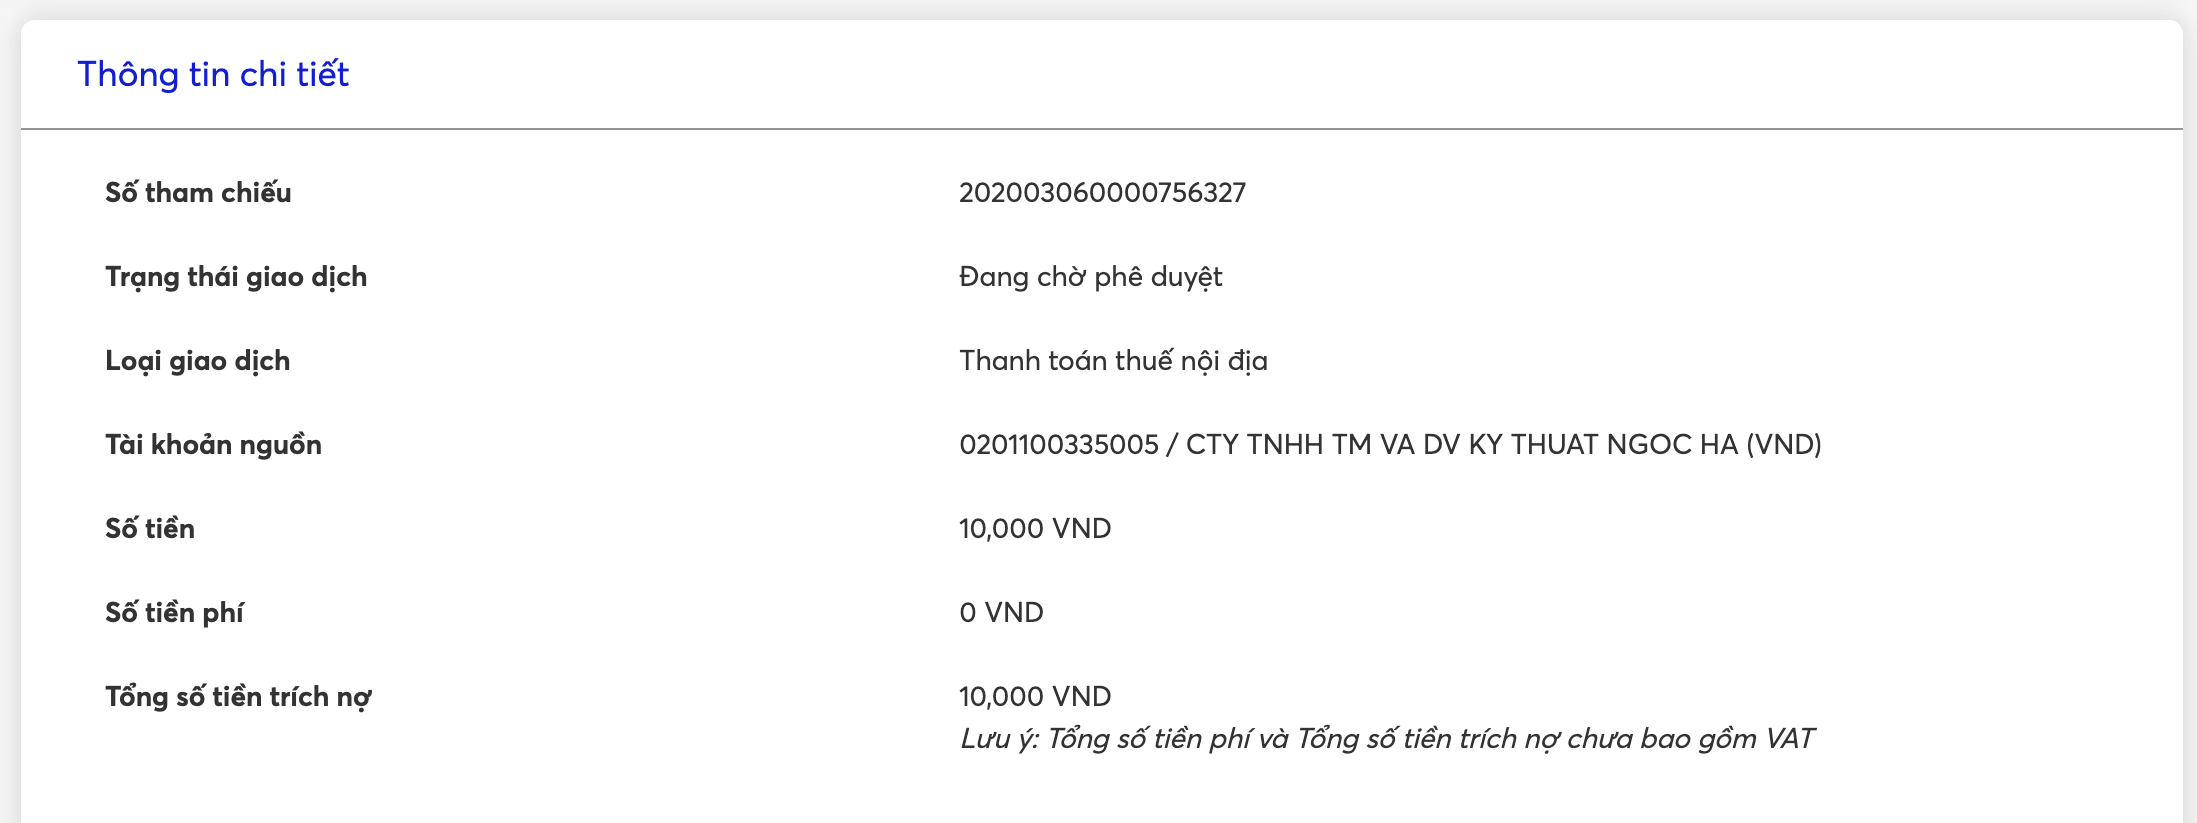 Thông tin chi tiết
Số tham chiếu 202003060000756327
Trạng thái giao dịch Đang chờ phê duyệt
Loại giao dịch Thanh toán thuế nội địa
Tài khoản nguồn 0201100335005 / CTY TNHH TM VA DV KY THUAT NGOC HA (VND)
Số tiền 10,000 VND
Số tiền phí 0 VND
Tổng số tiền trích nợ 10,000 VND
Lưu ý: Tổng số tiền phí và Tổng số tiền trích nợ chưa bao gồm VAT